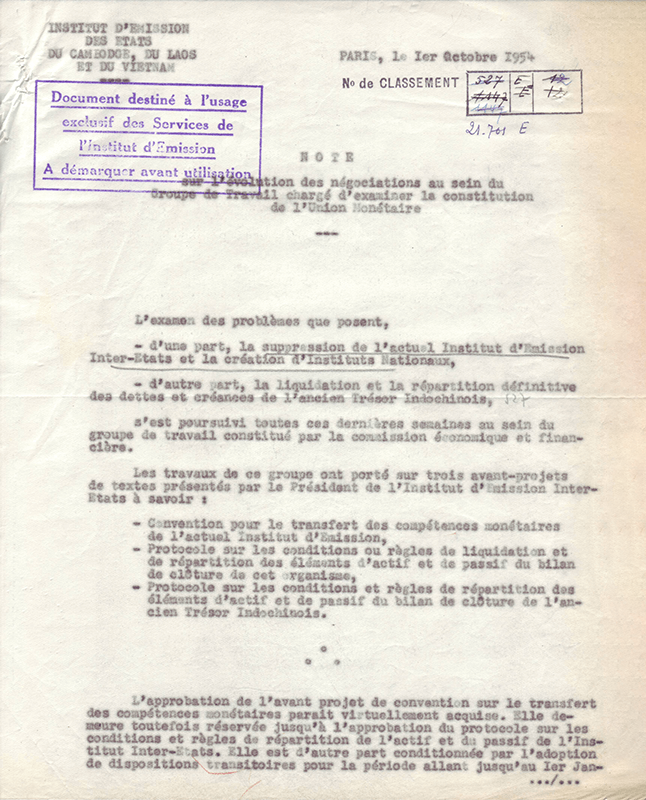 INSTITUT D'EMISSION
DES ETATS
DU CAMBODGE, DU LAOS
ET DU VIETNAM
PARIS, le 1er Octobre 1954
No de CLASSEMENT
527 E
E
21.701 E
Document destiné à l'usage
exclusif des Services de
l'Institut d'Emission
A démarquer avant utilisation
NOTE
sur l'évolution des négociations au sein du
Groupe de Travail chargé d'examiner la constitution
de l'Union Monétaire
L'examen des problèmes que posent,
- d'une part, la suppression de l'actuel Institut d'Emission
Inter-Etats et la création d'Instituts Nationaux,
- d'autre part, la liquidation et la répartition définitive
des dettes et créances de l'ancien Trésor Indochinois, 527
s'est poursuivi toutes ces dernières semaines au sein du
groupe de travail constitué par la commission économique et finan-
cière.
Les travaux de ce groupe ont porté sur trois avant-projets
de textes présentés par le Président de l'Institut d'Emission Inter-
Etats à savoir :
- Convention pour le transfert des compétences monétaires
de l'actuel Institut d'Emission,
- Protocole sur les conditions ou règles de liquidation et
de répartition des éléments d'actif et de passif du bilan
de clôture de cet organisme,
- Protocole sur les conditions et règles de répartition des
éléments d'actif et de passif du bilan de clôture de l'an-
cien Trésor Indochinois.
L'approbation de l'avant projet de convention sur le transfert
des compétences monétaires parait virtuellement acquise. Elle de-
meure toutefois réservée jusqu'à l'approbation du protocole sur les
conditions et règles de répartition de l'actif et du passif de l'Ins-
titut Inter-Etats. Elle est d'autre part conditionnée par l'adoption
de dispositions transitoires pour la période allant jusqu'au 1er Jan-
.../...